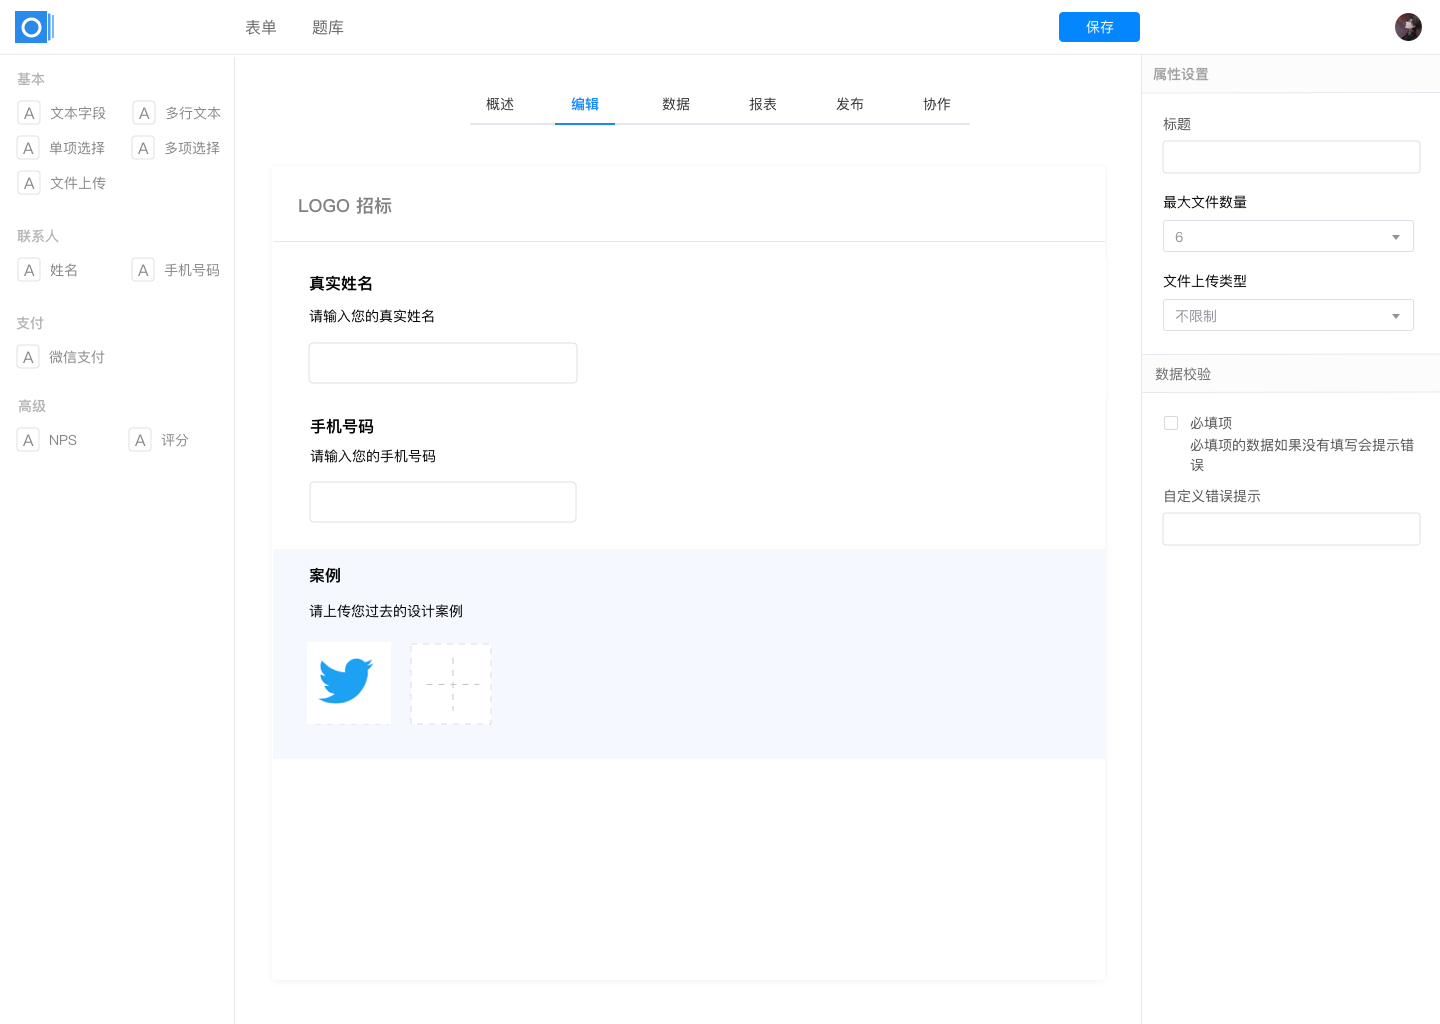 表单 题库 保存
基本
A 文本字段 A 多行文本
A 单项选择 A 多项选择
A 文件上传
联系人
A 姓名 A 手机号码
支付
A 微信支付
高级
A NPS A 评分
概述 编辑 数据 报表 发布 协作
LOGO 招标
真实姓名
请输入您的真实姓名
手机号码
请输入您的手机号码
案例
请上传您过去的设计案例
属性设置
标题
最大文件数量
6
文件上传类型
不限制
数据校验
必填项
必填项的数据如果没有填写会提示错
误
自定义错误提示